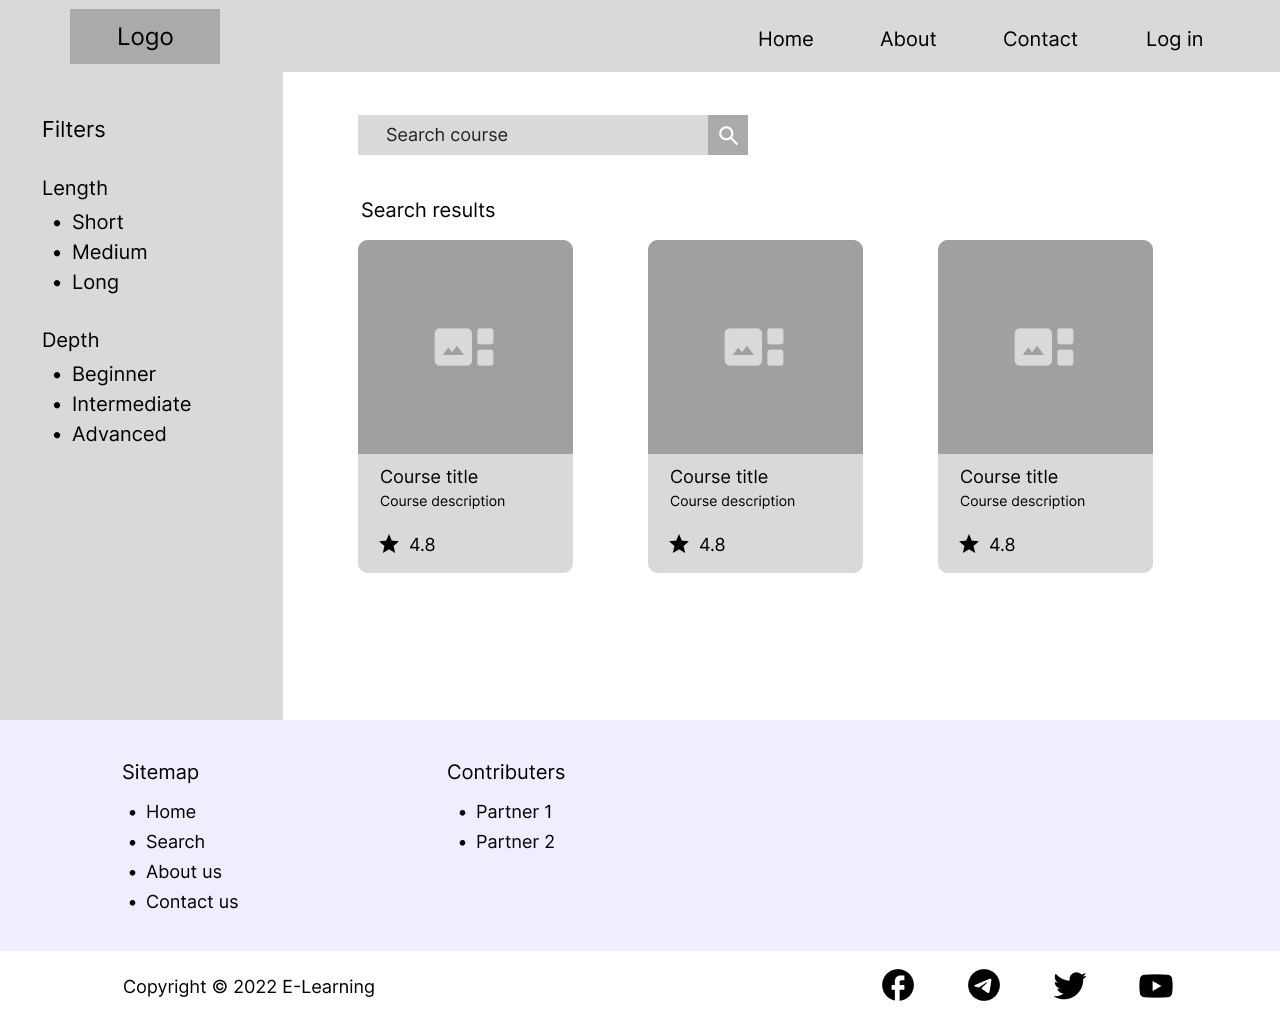 Logo
Home
About
Contact
Log in
Filters
Length
• Short
• Medium
• Long
Depth
• Beginner
• Intermediate
• Advanced
Search course
Search results
Course title
Course description
4.8
Course title
Course description
4.8
Course title
Course description
4.8
Sitemap
• Home
• Search
• About us
• Contact us
Contributers
• Partner 1
• Partner 2
Copyright © 2022 E-Learning